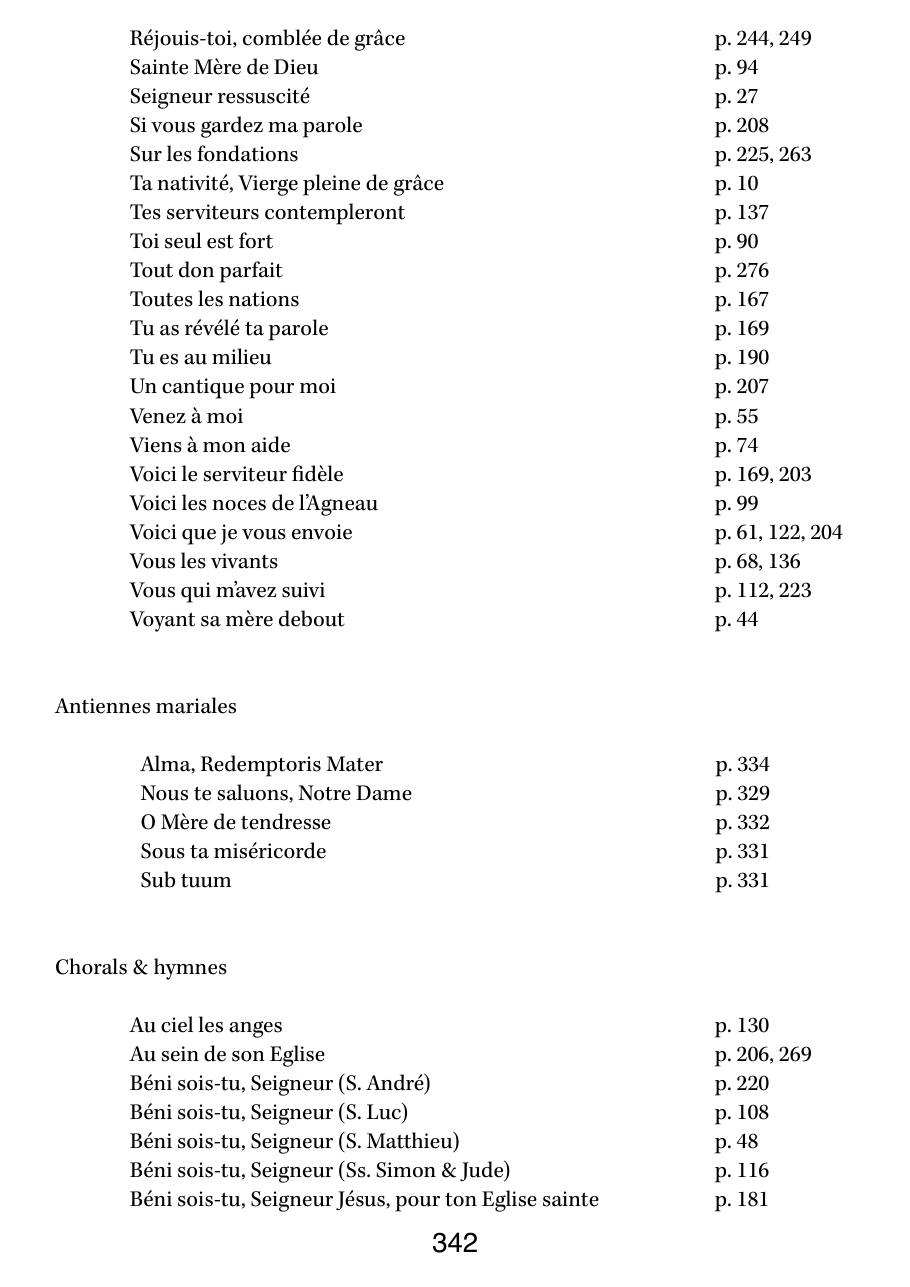 Réjouis-toi, comblée de grâce p. 244, 249
Sainte Mère de Dieu p. 94
Seigneur ressuscité p. 27
Si vous gardez ma parole p. 208
Sur les fondations p. 225, 263
Ta nativité, Vierge pleine de grâce p. 10
Tes serviteurs contempleront p. 137
Toi seul est fort p. 90
Tout don parfait p. 276
Toutes les nations p. 167
Tu as révélé ta parole p. 169
Tu es au milieu p. 190
Un cantique pour moi p. 207
Venez à moi p. 55
Viens à mon aide p. 74
Voici le serviteur fidèle p. 169, 203
Voici les noces de l’Agneau p. 99
Voici que je vous envoie p. 61, 122, 204
Vous les vivants p. 68, 136
Vous qui m’avez suivi p. 112, 223
Voyant sa mère debout p. 44
Antiennes mariales
Alma, Redemptoris Mater p. 334
Nous te saluons, Notre Dame p. 329
O Mère de tendresse p. 332
Sous ta miséricorde p. 331
Sub tuum p. 331
Chorals & hymnes
Au ciel les anges p. 130
Au sein de son Eglise p. 206, 269
Béni sois-tu, Seigneur (S. André) p. 220
Béni sois-tu, Seigneur (S. Luc) p. 108
Béni sois-tu, Seigneur (S. Matthieu) p. 48
Béni sois-tu, Seigneur (Ss. Simon & Jude) p. 116
Béni sois-tu, Seigneur Jésus, pour ton Eglise sainte p. 181
342